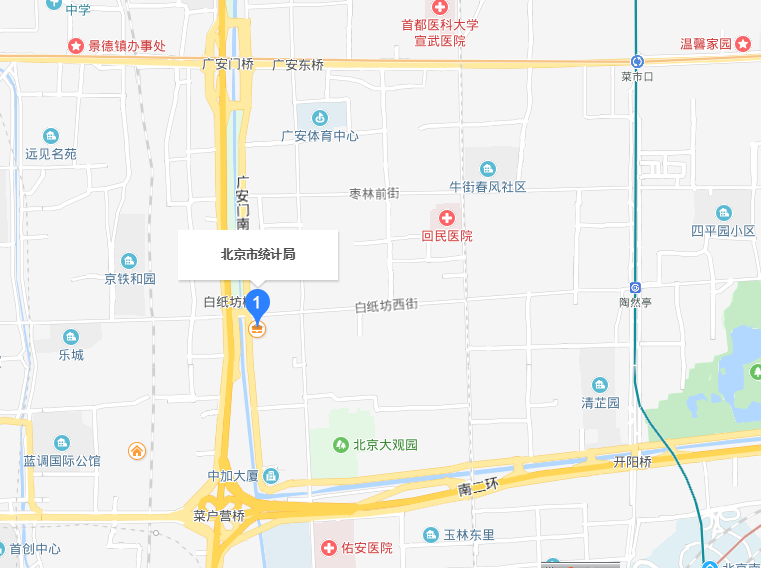 中学
首都医科大学
宣武医院
景德镇办事处
温馨家园
广安门桥
广安东桥
菜市口
广安体育中心
远见名苑
牛街春风社区
广安门南
枣林前街
四平园小区
回民医院
北京市统计局
京铁和园
白纸坊桥
1
白纸坊西街
陶然亭
乐城
清芷园
北京大观园
蓝调国际公馆
中加大厦
开阳桥
南二环
菜户营桥
玉林东里
首创中心
佑安医院
北京南